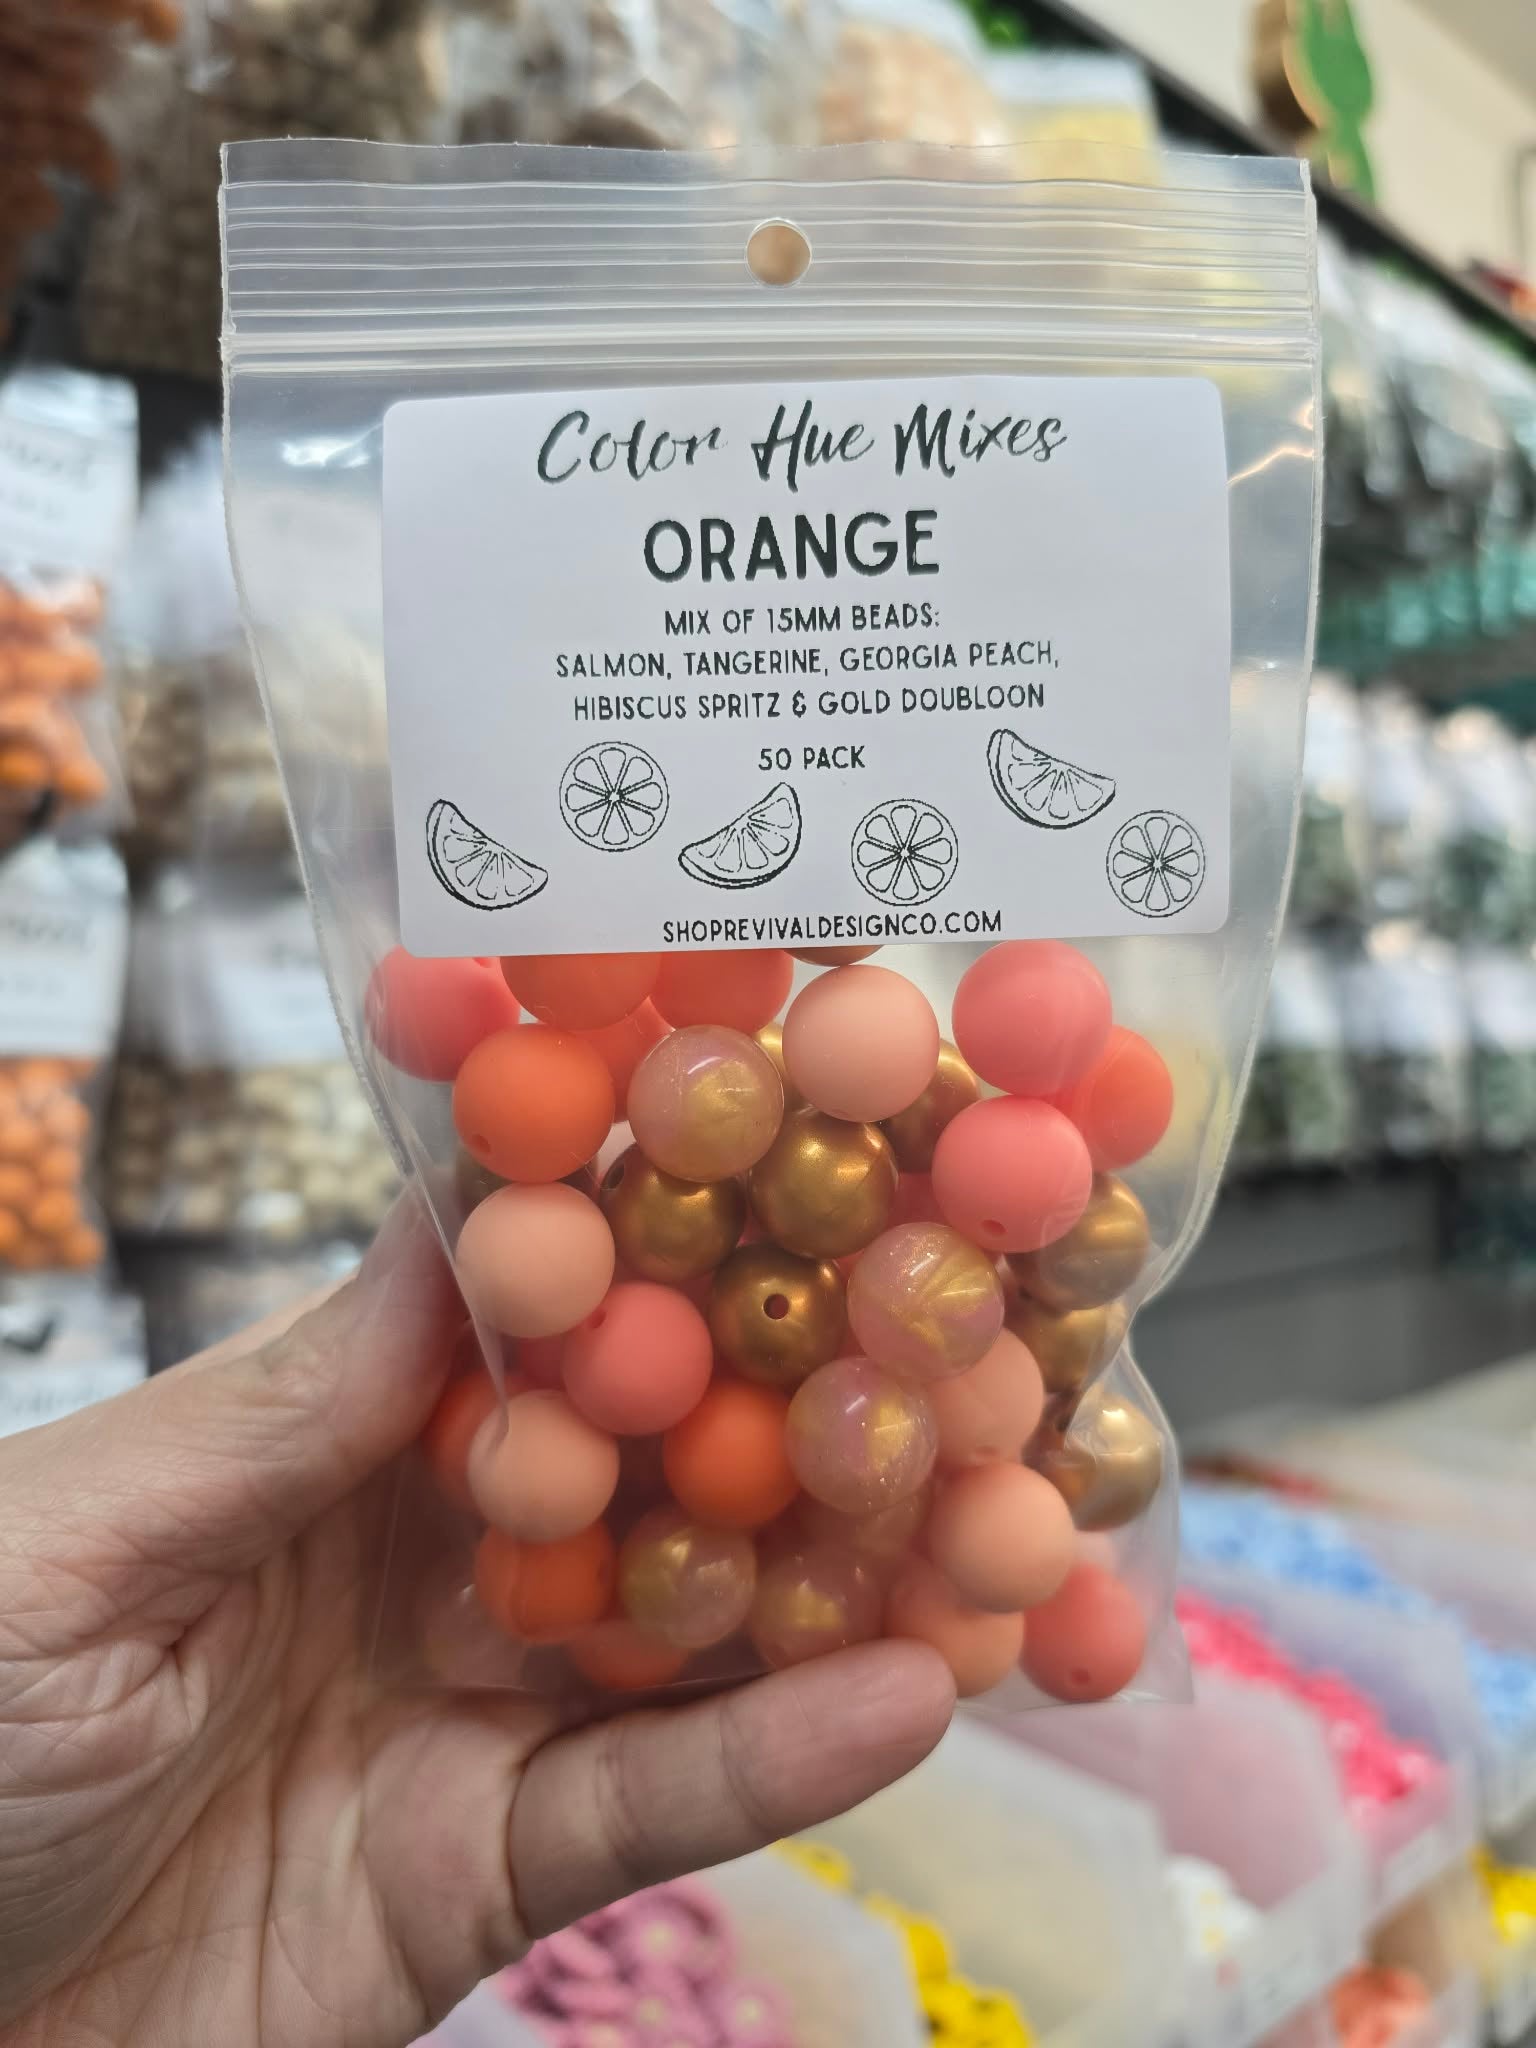 Color Hue Mixes
ORANGE
MIX OF 15MM BEADS:
SALMON, TANGERINE, GEORGIA PEACH,
HIBISCUS SPRITZ & GOLD DOUBLOON
50 PACK
SHOPREVIVALDESIGNCO.COM